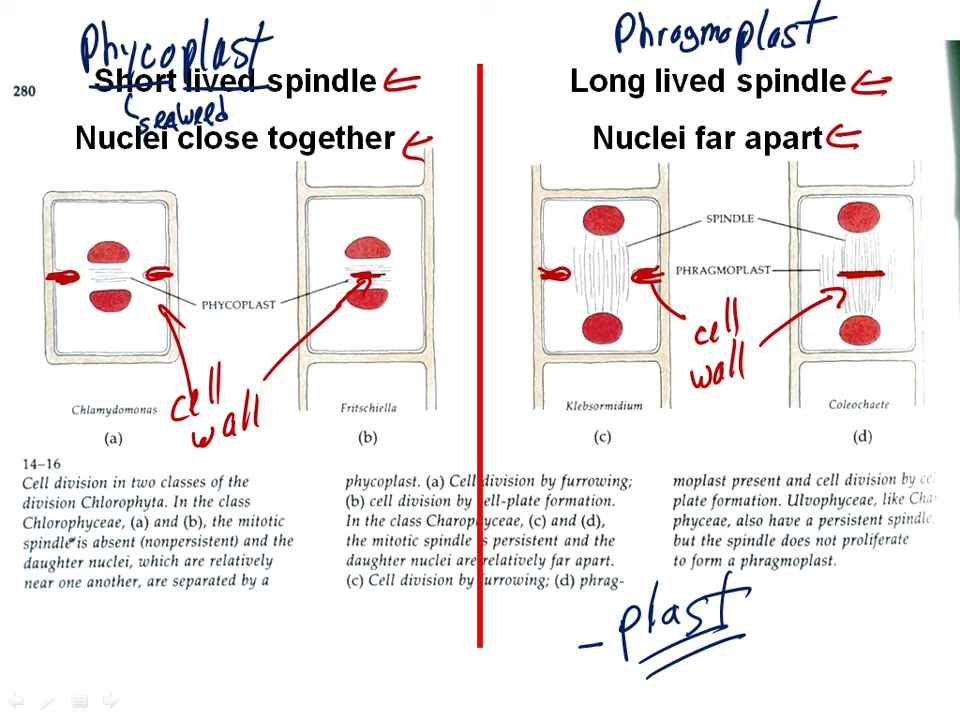 Phycoplast
Short lived spindle
seaweed
Nuclei close together
Phragmoplast
Long lived spindle
Nuclei far apart
280
PHYCOPLAST
cell
wall
Chlamydomonas
(a)
Fritschiella
(b)
SPINDLE
PHRAGMOPLAST
cell
wall
Klebsormidium
(c)
Coleochaete
(d)
14–16
Cell division in two classes of the
division Chlorophyta. In the class
Chlorophyceae, (a) and (b), the mitotic
spindle is absent (nonpersistent) and the
daughter nuclei, which are relatively
near one another, are separated by a
phycoplast. (a) Cell division by furrowing;
(b) cell division by cell-plate formation.
In the class Charophyceae, (c) and (d),
the mitotic spindle is persistent and the
daughter nuclei are relatively far apart.
(c) Cell division by furrowing; (d) phrag-
moplast present and cell division by
plate formation. Ulvophyceae, like
phyceae, also have a persistent spindle.
but the spindle does not proliferate
to form a phragmoplast.
– plast